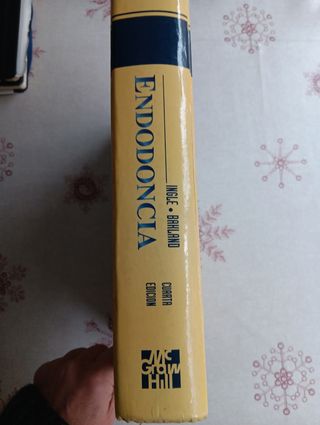 ENDODONCIA
INGLE • BAKLAND
CUARTA
EDICION
Mc
Graw
Hill